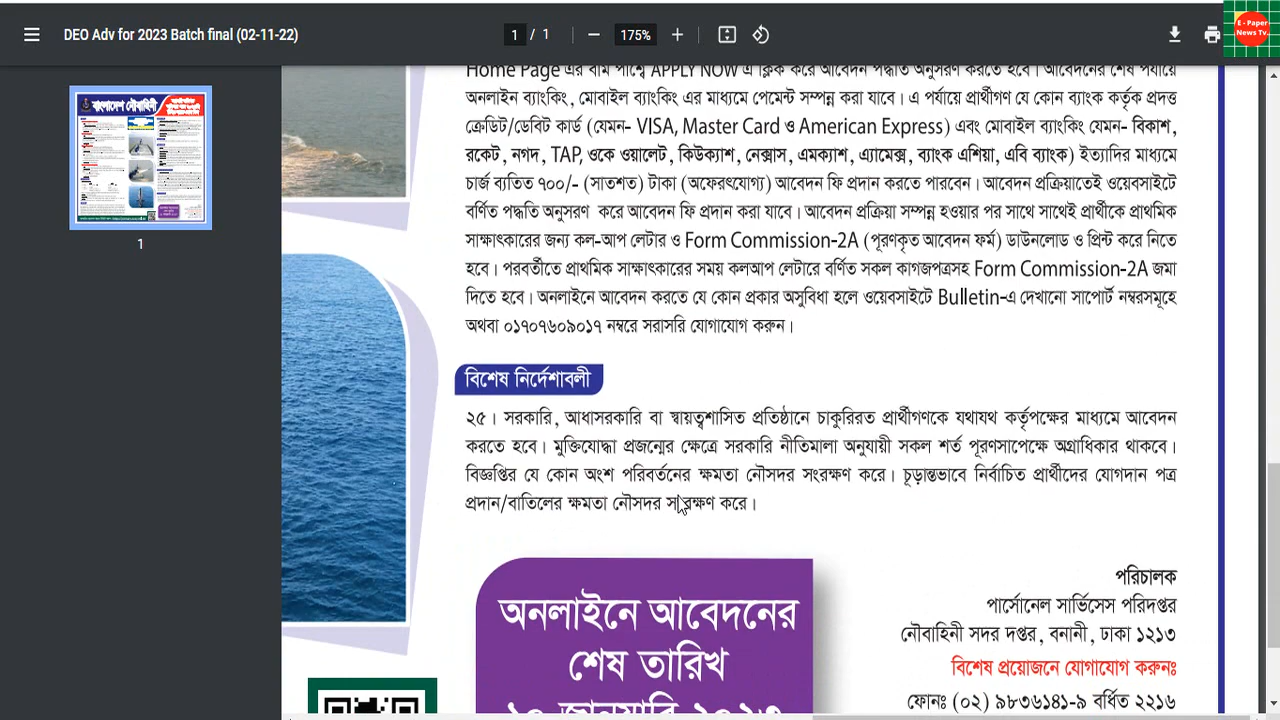 DEO Adv for 2023 Batch final (02-11-22)
1 / 1
175%
E - Paper
News Tv
বাংলাদেশ নৌবাহিনী
1
Home Page এর বাম পার্শ্বে APPLY NOW এ ক্লিক করে আবেদন পদ্ধতি অনুসরণ করতে হবে। আবেদনের শেষ পর্যায়ে
অনলাইন ব্যাংকিং, মোবাইল ব্যাংকিং এর মাধ্যমে পেমেন্ট সম্পন্ন করা যাবে। এ পর্যায়ে প্রার্থীগণ যে কোন ব্যাংক কর্তৃক প্রদত্ত
ক্রেডিট/ডেবিট কার্ড (যেমন- VISA, Master Card ও American Express) এবং মোবাইল ব্যাংকিং যেমন- বিকাশ,
রকেট, নগদ, TAP, ওকে ওয়ালেট, কিউক্যাশ, নেক্সাস, এমক্যাশ, এ্যামেক্স, ব্যাংক এশিয়া, এবি ব্যাংক) ইত্যাদির মাধ্যমে
চার্জ ব্যতিত ৭০০/- (সাতশত) টাকা (অফেরৎযোগ্য) আবেদন ফি প্রদান করতে পারবেন। আবেদন প্রক্রিয়াতেই ওয়েবসাইটে
বর্ণিত পদ্ধতি অনুসরণ করে আবেদন ফি প্রদান করা যাবে। আবেদন প্রক্রিয়া সম্পন্ন হওয়ার পর সাথে সাথেই প্রার্থীকে প্রাথমিক
সাক্ষাৎকারের জন্য কল-আপ লেটার ও Form Commission-2A (পূরণকৃত আবেদন ফর্ম) ডাউনলোড ও প্রিন্ট করে নিতে
হবে। পরবর্তীতে প্রাথমিক সাক্ষাৎকারের সময় কলআপ লেটারে বর্ণিত সকল কাগজপত্রসহ Form Commission-2A জমা
দিতে হবে। অনলাইনে আবেদন করতে যে কোন প্রকার অসুবিধা হলে ওয়েবসাইটে Bulletin-এ দেখানো সাপোর্ট নম্বরসমূহে
অথবা ০১৭০৭৬০৯০১৭ নম্বরে সরাসরি যোগাযোগ করুন।
বিশেষ নির্দেশাবলী
২৫। সরকারি, আধাসরকারি বা স্বায়ত্বশাসিত প্রতিষ্ঠানে চাকুরিরত প্রার্থীগণকে যথাযথ কর্তৃপক্ষের মাধ্যমে আবেদন
করতে হবে। মুক্তিযোদ্ধা প্রজন্মের ক্ষেত্রে সরকারি নীতিমালা অনুযায়ী সকল শর্ত পূরণসাপেক্ষে অগ্রাধিকার থাকবে।
বিজ্ঞপ্তির যে কোন অংশ পরিবর্তনের ক্ষমতা নৌসদর সংরক্ষণ করে। চূড়ান্তভাবে নির্বাচিত প্রার্থীদের যোগদান পত্র
প্রদান/বাতিলের ক্ষমতা নৌসদর সংরক্ষণ করে।
অনলাইনে আবেদনের
শেষ তারিখ
১০ জানুয়ারি ২০২৩
পরিচালক
পার্সোনেল সার্ভিসেস পরিদপ্তর
নৌবাহিনী সদর দপ্তর, বনানী, ঢাকা ১২১৩
বিশেষ প্রয়োজনে যোগাযোগ করুনঃ
ফোনঃ (০২) ৯৮৩৬১৪১-৯ বর্ধিত ২২১৬